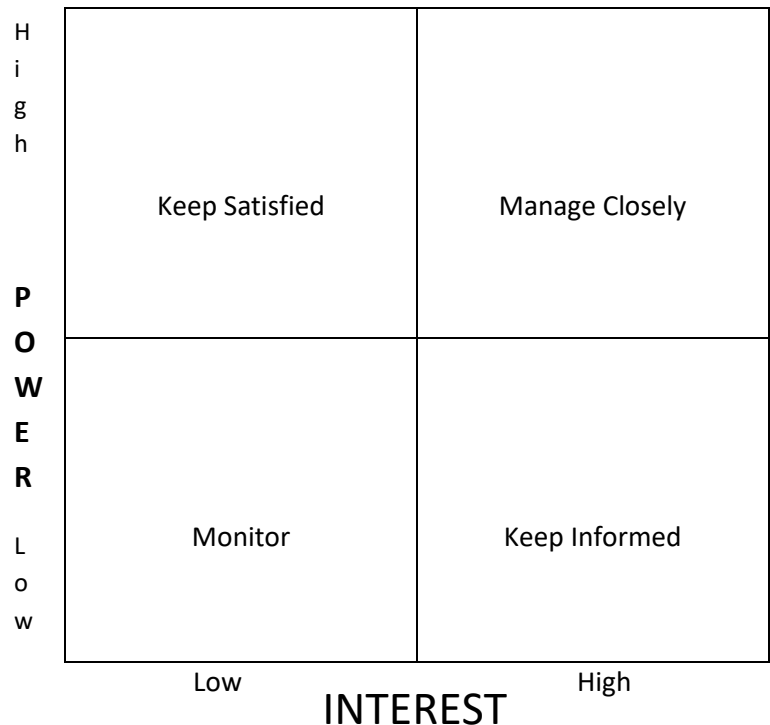 High
Keep Satisfied
Manage Closely
POWER
Monitor
Keep Informed
Low
Low
High
INTEREST